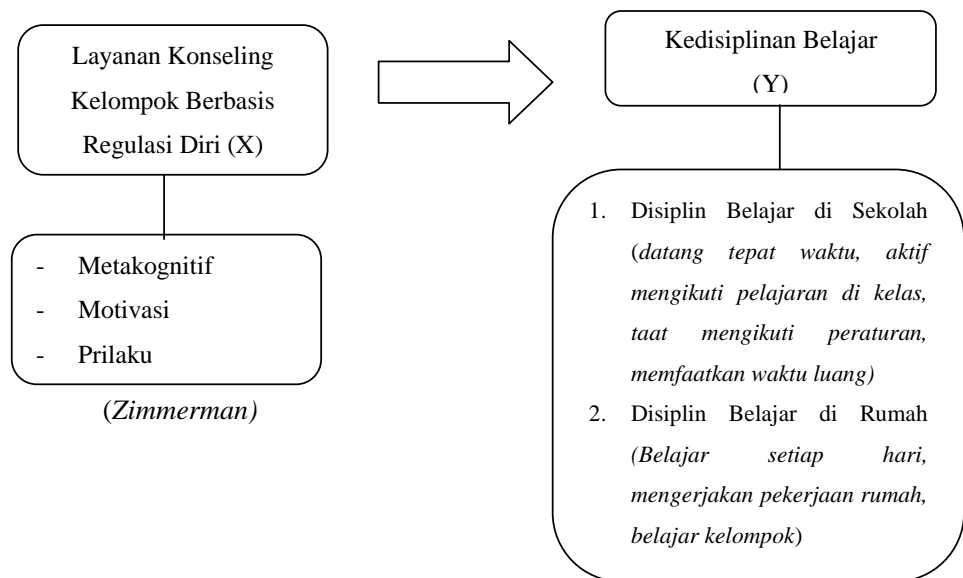 Layanan Konseling
Kelompok Berbasis
Regulasi Diri (X)
- Metakognitif
- Motivasi
- Prilaku
(Zimmerman)
Kedisiplinan Belajar
(Y)
1. Disiplin Belajar di Sekolah
(datang tepat waktu, aktif
mengikuti pelajaran di kelas,
taat mengikuti peraturan,
memfaatkan waktu luang)
2. Disiplin Belajar di Rumah
(Belajar setiap hari,
mengerjakan pekerjaan rumah,
belajar kelompok)